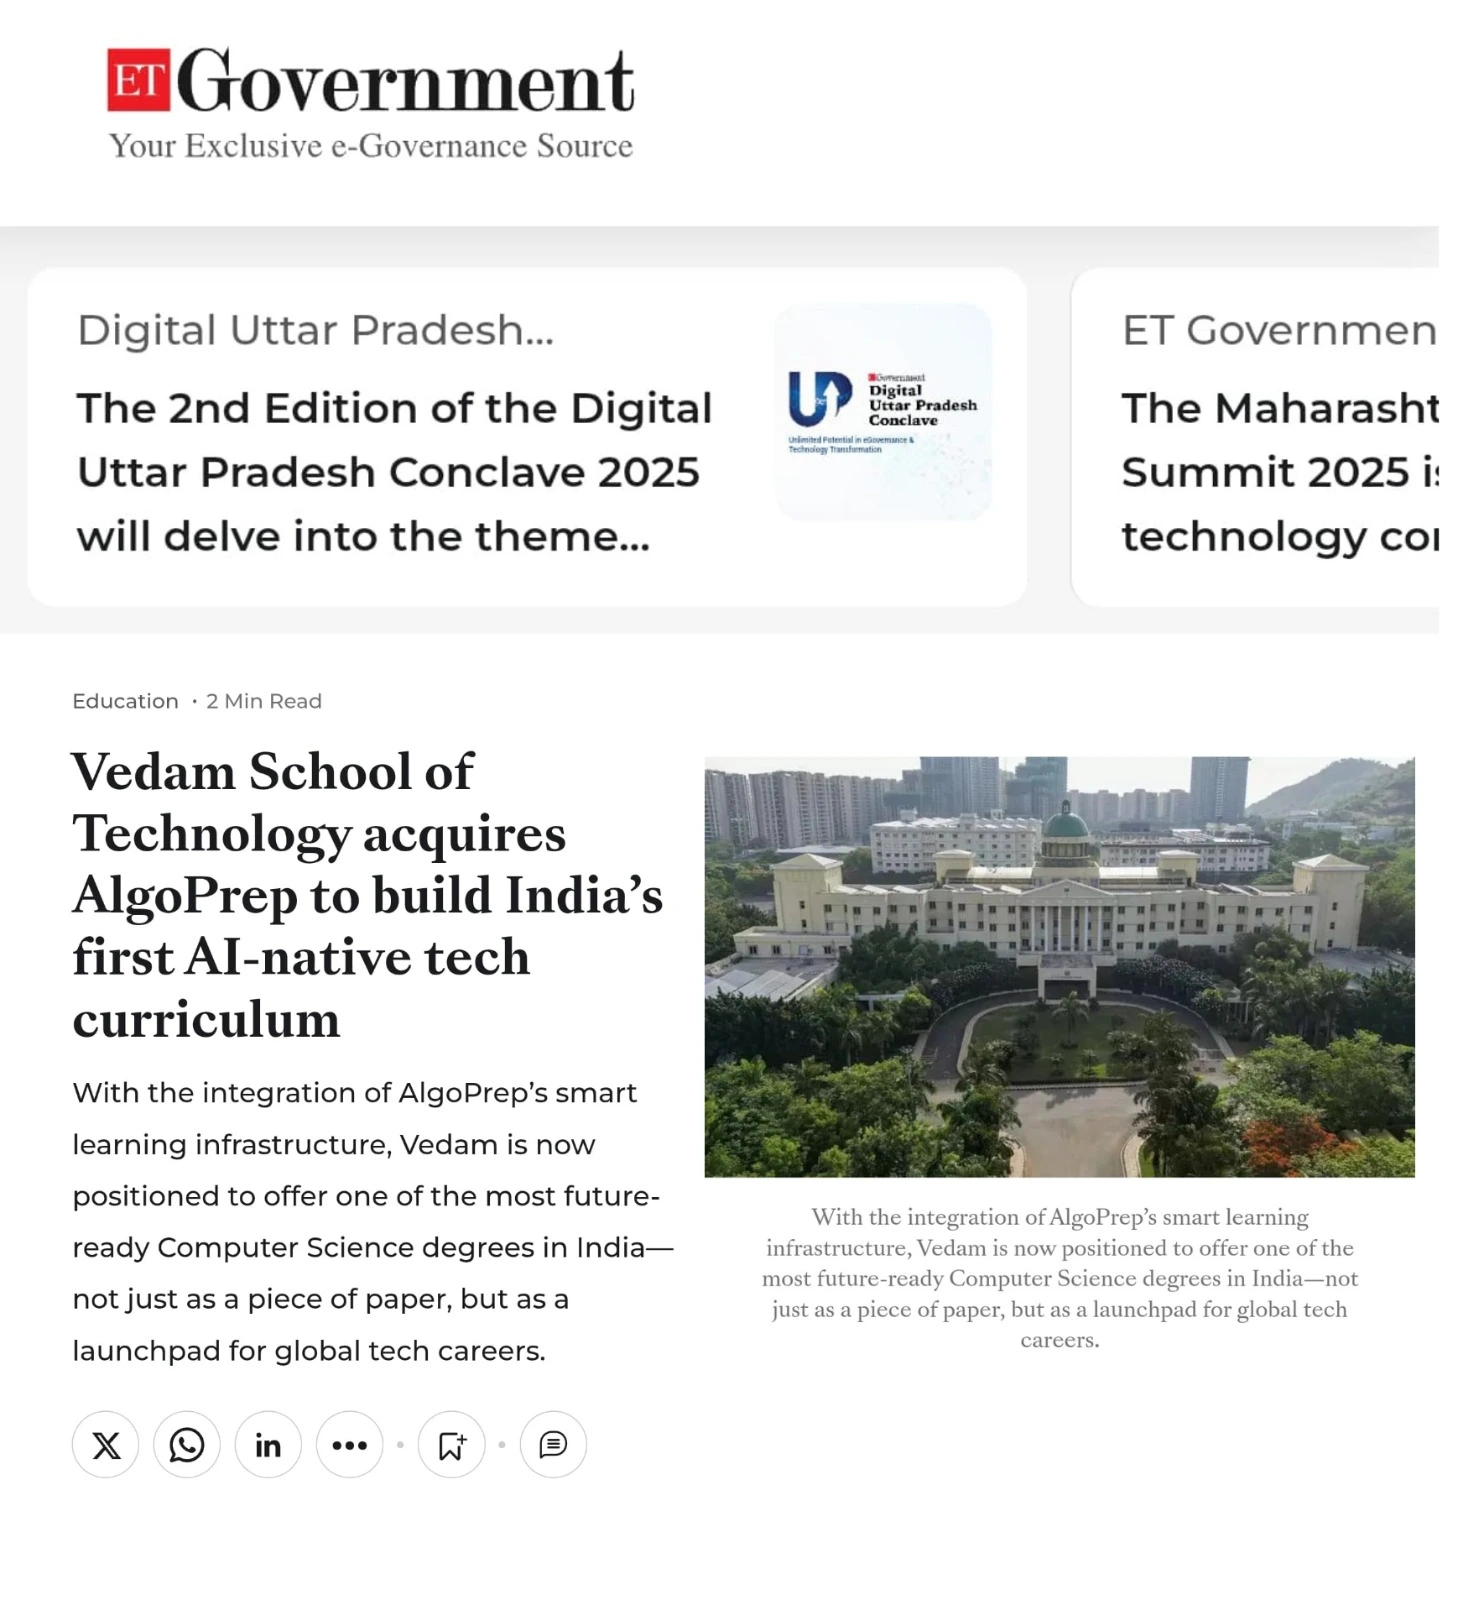 ET Government
Your Exclusive e-Governance Source
Digital Uttar Pradesh...
The 2nd Edition of the Digital
Uttar Pradesh Conclave 2025
will delve into the theme...
UP
ET Government
Digital
Uttar Pradesh
Conclave
Unlimited Potential in eGovernance &
Technology Transformation
ET Governmen
The Maharasht
Summit 2025
technology
Education · 2 Min Read
Vedam School of
Technology acquires
AlgoPrep to build India’s
first AI-native tech
curriculum
With the integration of AlgoPrep’s smart
learning infrastructure, Vedam is now
positioned to offer one of the most future-
ready Computer Science degrees in India—
not just as a piece of paper, but as a
launchpad for global tech careers.
With the integration of AlgoPrep’s smart learning
infrastructure, Vedam is now positioned to offer one of the
most future-ready Computer Science degrees in India—not
just as a piece of paper, but as a launchpad for global tech
careers.